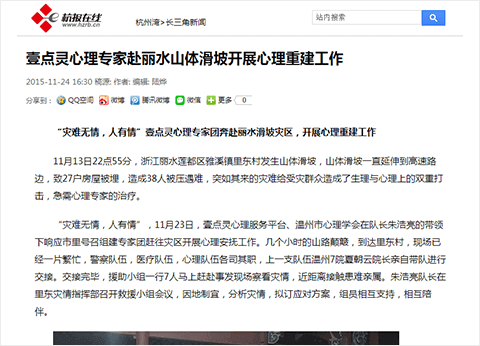 杭报在线
www.hzrb.cn
杭州湾>长三角新闻
站内搜索
壹点灵心理专家赴丽水山体滑坡开展心理重建工作
2015-11-24 16:30 稿源: 作者: 编辑: 陆烨
分享到： QQ空间 微博 腾讯微博 微信 更多 0
“灾难无情，人有情”壹点灵心理专家团奔赴丽水滑坡灾区，开展心理重建工作
11月13日22点55分，浙江丽水莲都区雅溪镇里东村发生山体滑坡，山体滑坡一直延伸到高速路
边，致27户房屋被埋，造成38人被压遇难，突如其来的灾难给受灾群众造成了生理与心理上的双重打
击，急需心理专家的治疗。
“灾难无情，人有情”，11月23日，壹点灵心理服务平台、温州市心理学会在队长朱浩亮的带领
下响应市里号召组建专家团赶往灾区开展心理安抚工作。几个小时的山路颠簸，到达里东村，现场已
经一片繁忙，警察队伍，医疗队伍，心理队伍各司其职，上一支队伍温州7院夏朝云院长亲自带队进行
交接。交接完毕，援助小组一行7人马上赶赴事发现场察看灾情，近距离接触患难亲属。朱浩亮队长在
里东灾情指挥部召开救援小组会议，因地制宜，分析灾情，拟订应对方案，组员相互支持，相互陪
伴。